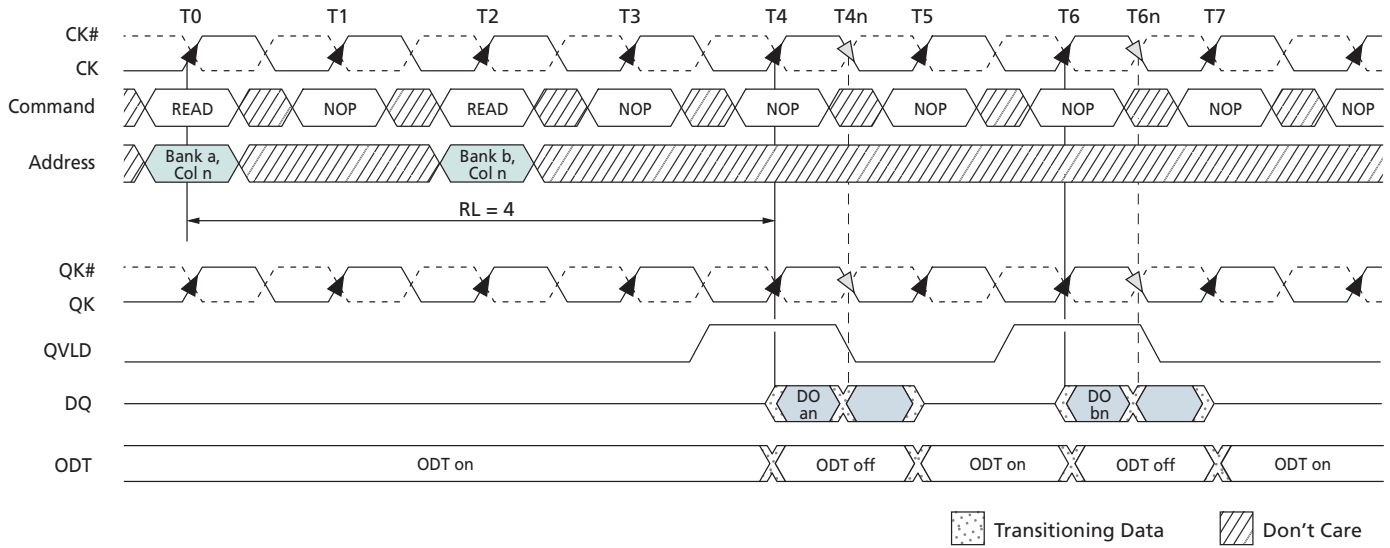 T0 T1 T2 T3 T4 T4n T5 T6 T6n T7
CK#
CK
Command READ NOP READ NOP NOP NOP NOP NOP NOP
Address Bank a, Col n Bank b, Col n
RL = 4
QK#
QK
QVLD
DQ DO an DO bn
ODT ODT on ODT off ODT on ODT off ODT on
Transitioning Data Don't Care